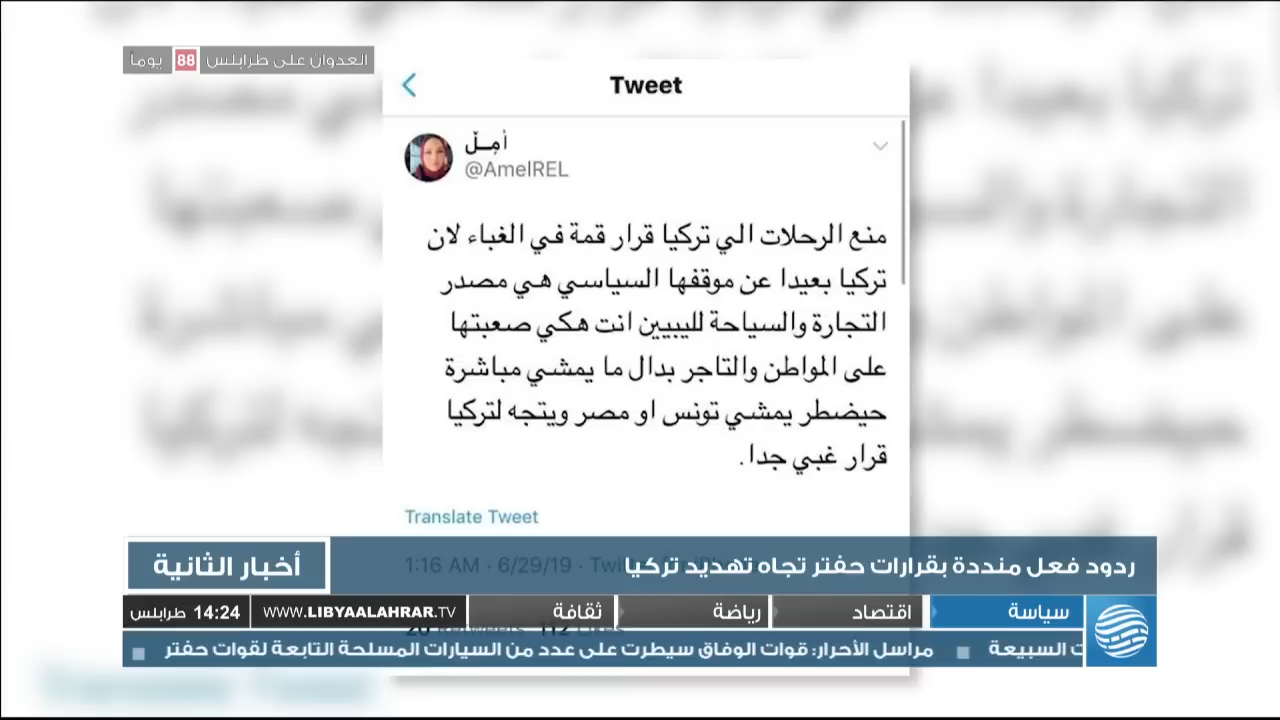 العدوان على طرابلس 88 يوماً
Tweet
أمل
@AmelREL
منع الرحلات الي تركيا قرار قمة في الغباء لان
تركيا بعيدا عن موقفها السياسي هي مصدر
التجارة والسياحة لليبيين انت هكي صعبتها
على المواطن والتاجر بدال ما يمشي مباشرة
حيضطر يمشي تونس او مصر ويتجه لتركيا
قرار غبي جدا.
Translate Tweet
1:16 AM · 6/29/19 ·
ردود فعل منددة بقرارات حفتر تجاه تهديد تركيا
أخبار الثانية
سياسة
اقتصاد
رياضة
ثقافة
WWW.LIBYAALAHRAR.TV
14:24 طرابلس
ت السبيعة ■ مراسل الأحرار: قوات الوفاق سيطرت على عدد من السيارات المسلحة التابعة لقوات حفتر ■